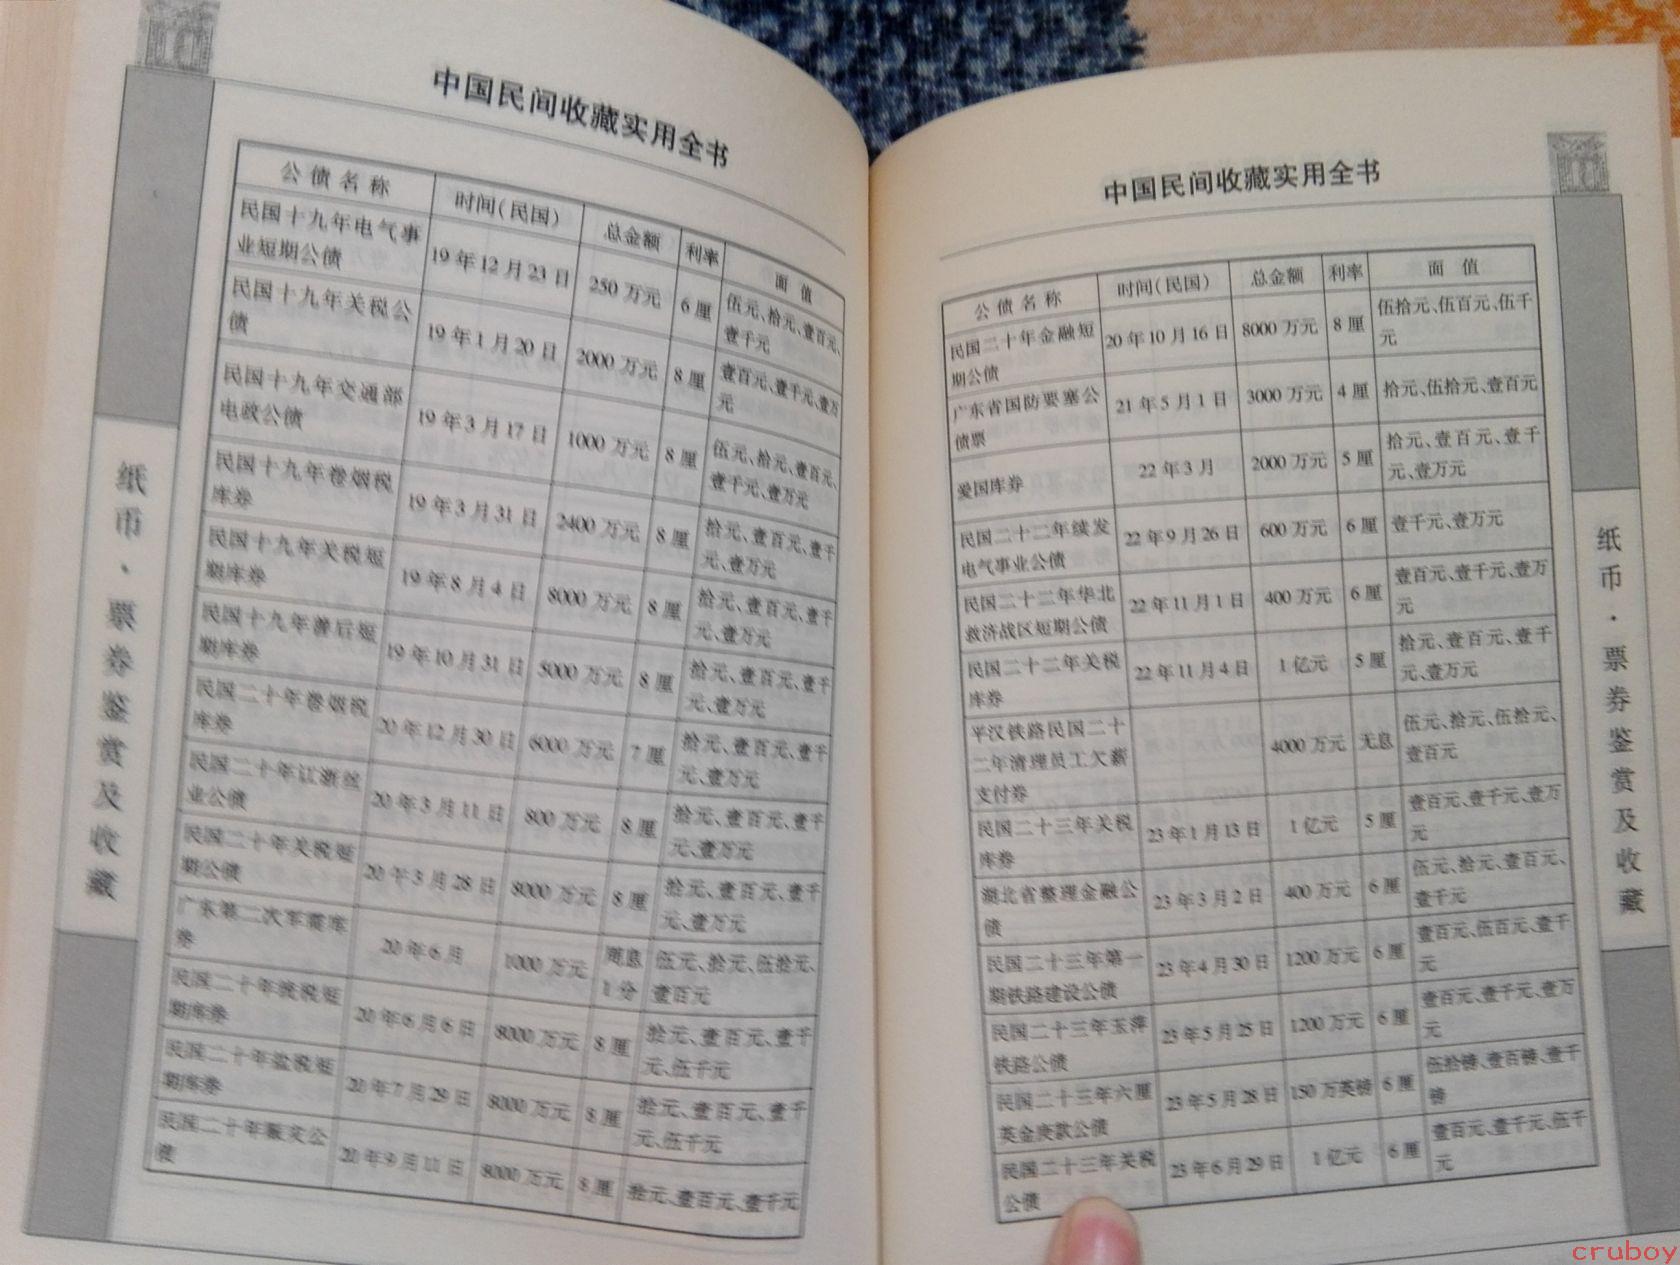 中国民间收藏实用全书
公债名称 时间(民国) 总金额 利率 面值
民国十九年电气事业短期公债 19年12月23日 250万元 6厘 伍元、拾元、壹百元、壹千元
民国十九年关税公债 19年1月20日 2000万元 8厘 壹百元、壹千元、壹万元
民国十九年交通部电政公债 19年3月17日 1000万元 8厘 伍元、拾元、壹百元、壹千元、壹万元
民国十九年卷烟税库券 19年3月31日 2400万元 8厘 拾元、壹百元、壹千元、壹万元
民国十九年关税短期库券 19年8月4日 8000万元 8厘 拾元、壹百元、壹千元、壹万元
民国十九年善后短期库券 19年10月31日 5000万元 8厘 拾元、壹百元、壹千元、壹万元
民国二十年卷烟税库券 20年12月30日 6000万元 7厘 拾元、壹百元、壹千元、壹万元
民国二十年江浙丝业公债 20年3月11日 800万元 8厘 拾元、壹百元、壹千元、壹万元
民国二十年关税短期公债 20年3月28日 8000万元 8厘 拾元、壹百元、壹千元、壹万元
广东第二次军需库券 20年6月 1000万元 周息1分 伍元、拾元、伍拾元、壹百元
民国二十年统税短期库券 20年6月6日 8000万元 8厘 拾元、壹百元、壹千元、伍千元
民国二十年盐税短期库券 20年7月29日 8000万元 8厘 拾元、壹百元、壹千元、伍千元
民国二十年赈灾公债 20年9月11日 8000万元 8厘 拾元、壹百元、壹千元
纸币·票券鉴赏及收藏
中国民间收藏实用全书
公债名称 时间(民国) 总金额 利率 面值
民国二十年金融短期公债 20年10月16日 8000万元 8厘 伍拾元、伍百元、伍千元
广东省国防要塞公债票 21年5月1日 3000万元 4厘 拾元、伍拾元、壹百元
爱国库券 22年3月 2000万元 5厘 拾元、壹百元、壹千元、壹万元
民国二十二年续发电气事业公债 22年9月26日 600万元 6厘 壹千元、壹万元
民国二十二年华北救济战区短期公债 22年11月1日 400万元 6厘 壹百元、壹千元、壹万元
民国二十二年关税库券 22年11月4日 1亿元 5厘 拾元、壹百元、壹千元、壹万元
平汉铁路民国二十二年清理员工欠薪支付券 4000万元 无息 伍元、拾元、伍拾元、壹百元
民国二十三年关税库券 23年1月13日 1亿元 5厘 壹百元、壹千元、壹万元
湖北省整理金融公债 23年3月2日 400万元 6厘 伍元、拾元、壹百元、壹千元
民国二十三年第一期铁路建设公债 23年4月30日 1200万元 6厘 壹百元、伍百元、壹千元
民国二十三年玉萍铁路公债 23年5月25日 1200万元 6厘 壹百元、壹千元、壹万元
民国二十三年六厘英金庚款公债 23年5月28日 150万英镑 6厘 伍拾镑、壹百镑、壹千镑
民国二十三年关税公债 23年6月29日 1亿元 6厘 壹百元、壹千元、伍千元
纸币·票券鉴赏及收藏
cruboy